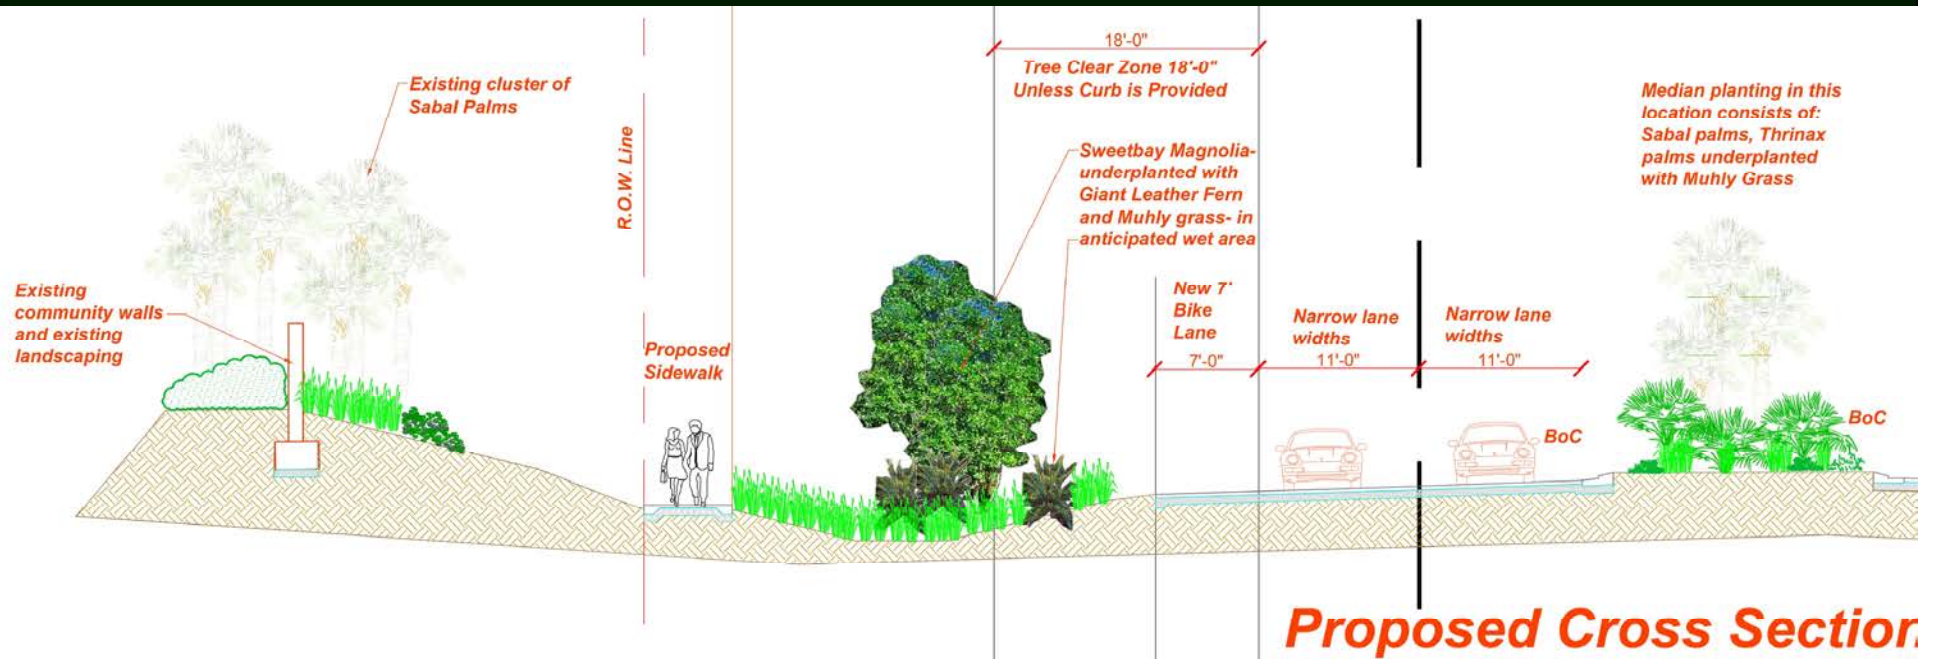 Existing cluster of
Sabal Palms
Existing
community walls
and existing
landscaping
R.O.W. Line
Proposed
Sidewalk
18'-0"
Tree Clear Zone 18'-0"
Unless Curb is Provided
Sweetbay Magnolia-
underplanted with
Giant Leather Fern
and Muhly grass- in
anticipated wet area
New 7'
Bike
Lane
7'-0"
Narrow lane
widths
11'-0"
Narrow lane
widths
11'-0"
BoC
Median planting in this
location consists of:
Sabal palms, Thrinax
palms underplanted
with Muhly Grass
BoC
Proposed Cross Section